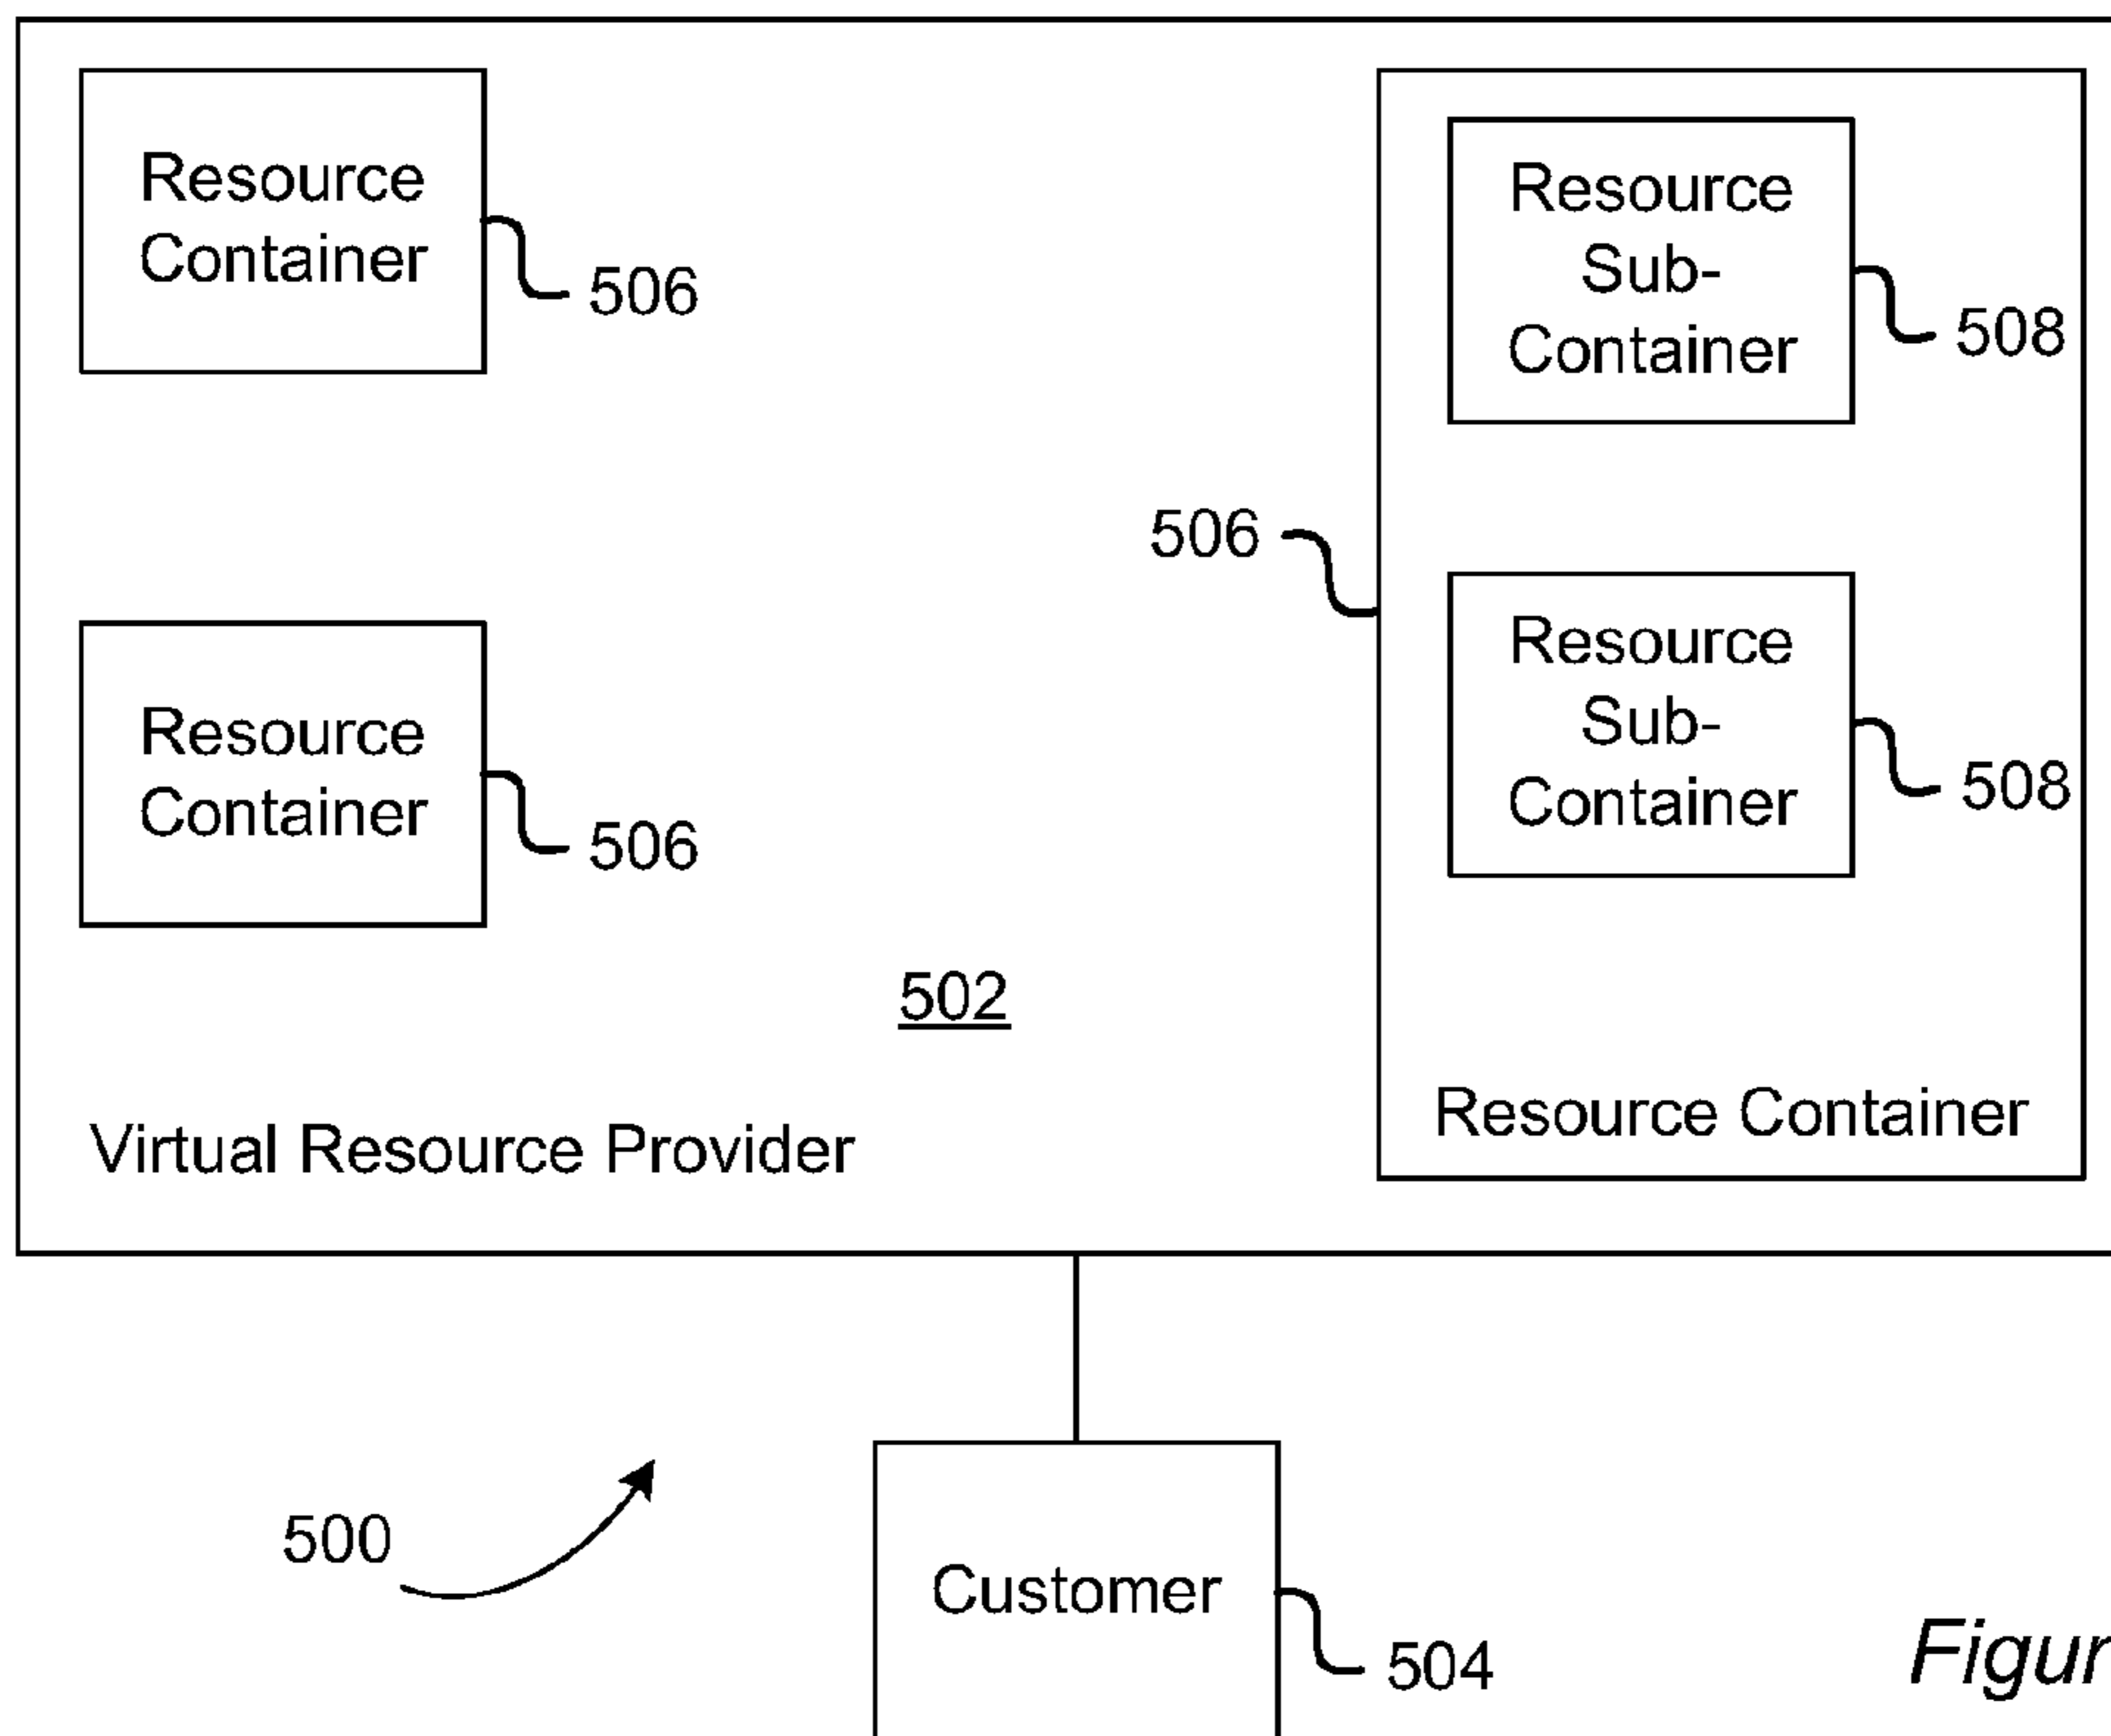 Resource
Container
506
Resource
Sub-
Container
508
506
Resource
Container
506
Resource
Sub-
Container
508
502
Virtual Resource Provider
Resource Container
500
Customer
504
Figur